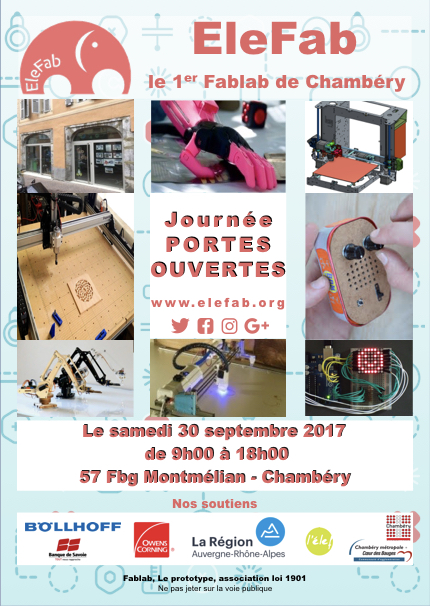 EleFab
EleFab
le 1er Fablab de Chambéry
Journée
PORTES
OUVERTES
www.elefab.org
G+
Le samedi 30 septembre 2017
de 9h00 à 18h00
57 Fbg Montmélian - Chambéry
Nos soutiens
BÖLLHOFF
Banque de Savoie
OWENS
CORNING
La Région
Auvergne-Rhône-Alpes
l'élef
Chambéry
Chambéry métropole -
Cœur des Bauges
Fablab, Le prototype, association loi 1901
Ne pas jeter sur la voie publique